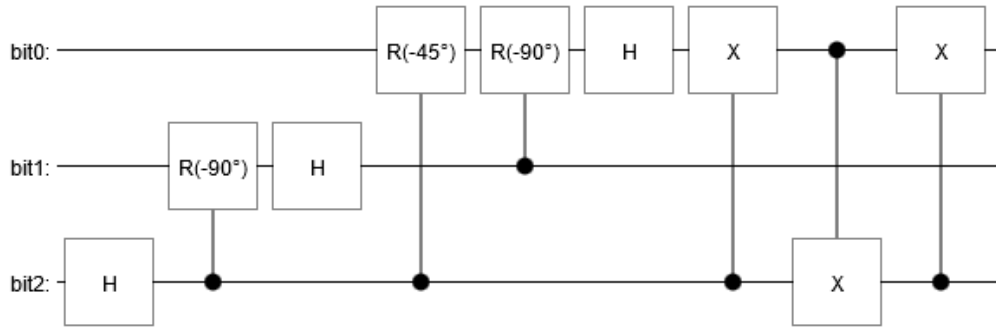 bit0: R(-45°) R(-90°) H X X
bit1: R(-90°) H
bit2: H X